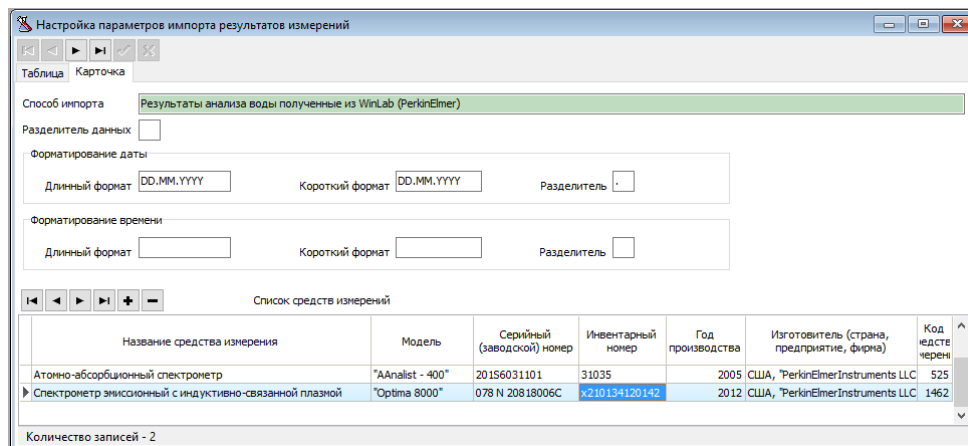 Настройка параметров импорта результатов измерений
Таблица Карточка
Способ импорта Результаты анализа воды полученные из WinLab (PerkinElmer)
Разделитель данных
Форматирование даты
Длинный формат DD.MM.YYYY Короткий формат DD.MM.YYYY Разделитель .
Форматирование времени
Длинный формат Короткий формат Разделитель
Список средств измерений
Название средства измерения Модель Серийный (заводской) номер Инвентарный номер Год производства Изготовитель (страна, предприятие, фирма) Код
Атомно-абсорбционный спектрометр "AAnalist - 400" 201S6031101 31035 2005 США, "PerkinElmerInstruments LLC 525
Спектрометр эмиссионный с индуктивно-связанной плазмой "Optima 8000" 078 N 20818006C x210134120142 2012 США, "PerkinElmerInstruments LLC 1462
Количество записей - 2